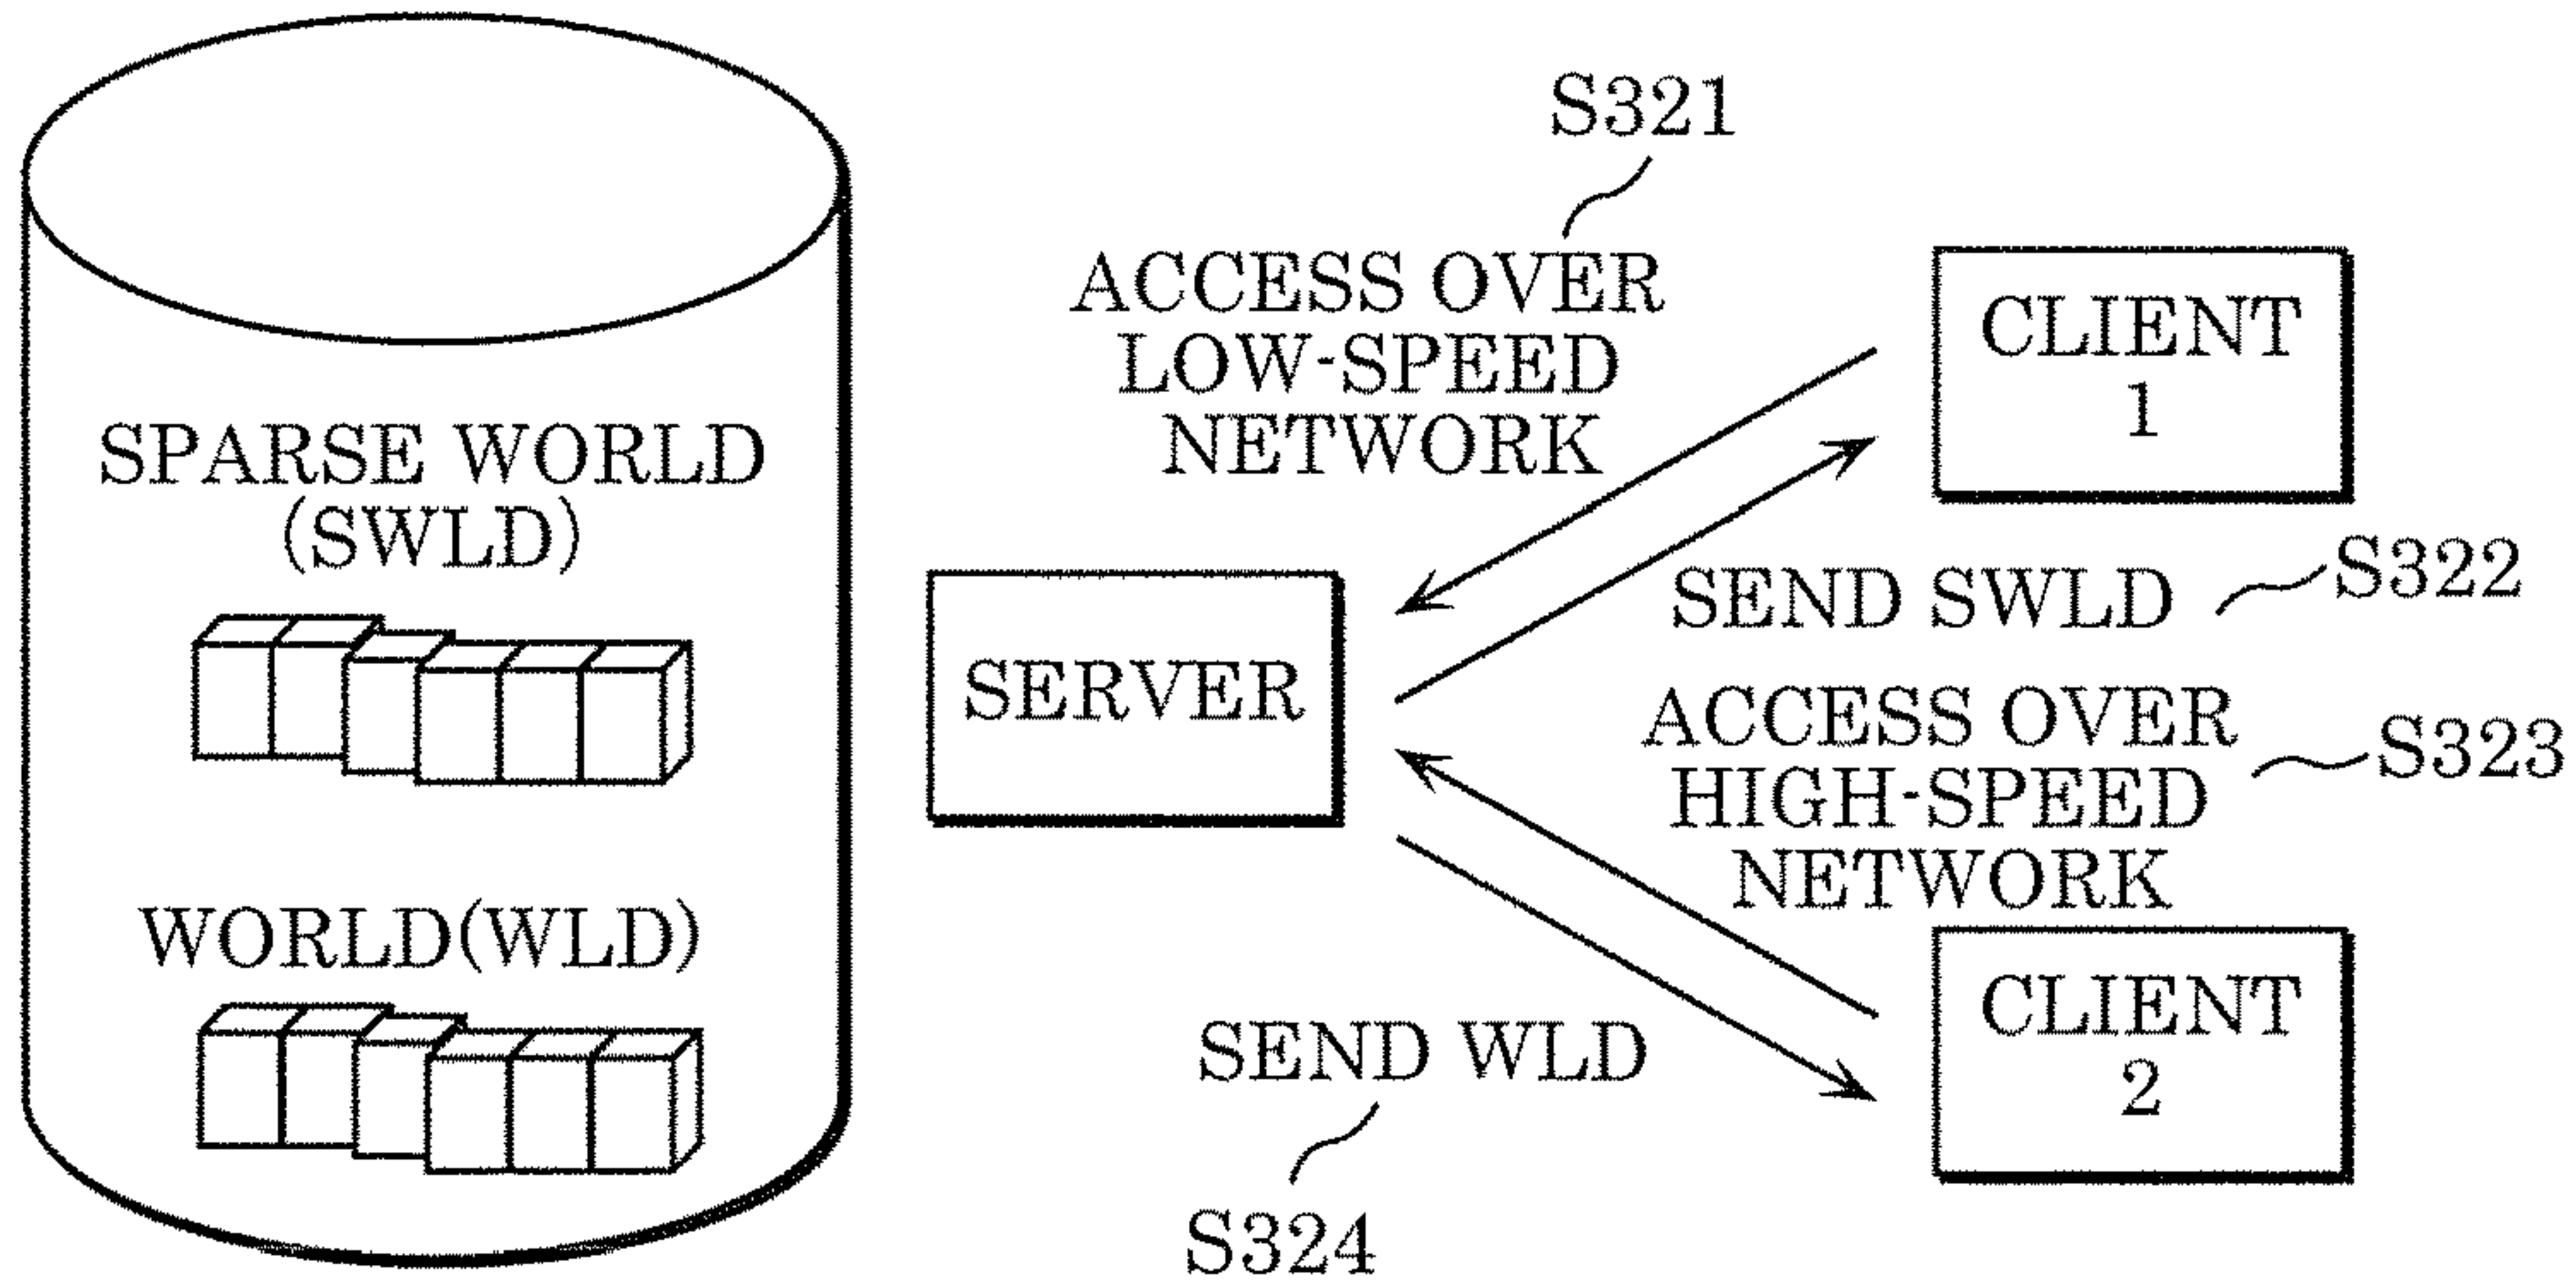 SPARSE WORLD
(SWLD)
WORLD(WLD)
S321
ACCESS OVER
LOW-SPEED
NETWORK
CLIENT
1
SERVER
SEND SWLD
S322
ACCESS OVER
HIGH-SPEED
NETWORK
S323
SEND WLD
S324
CLIENT
2